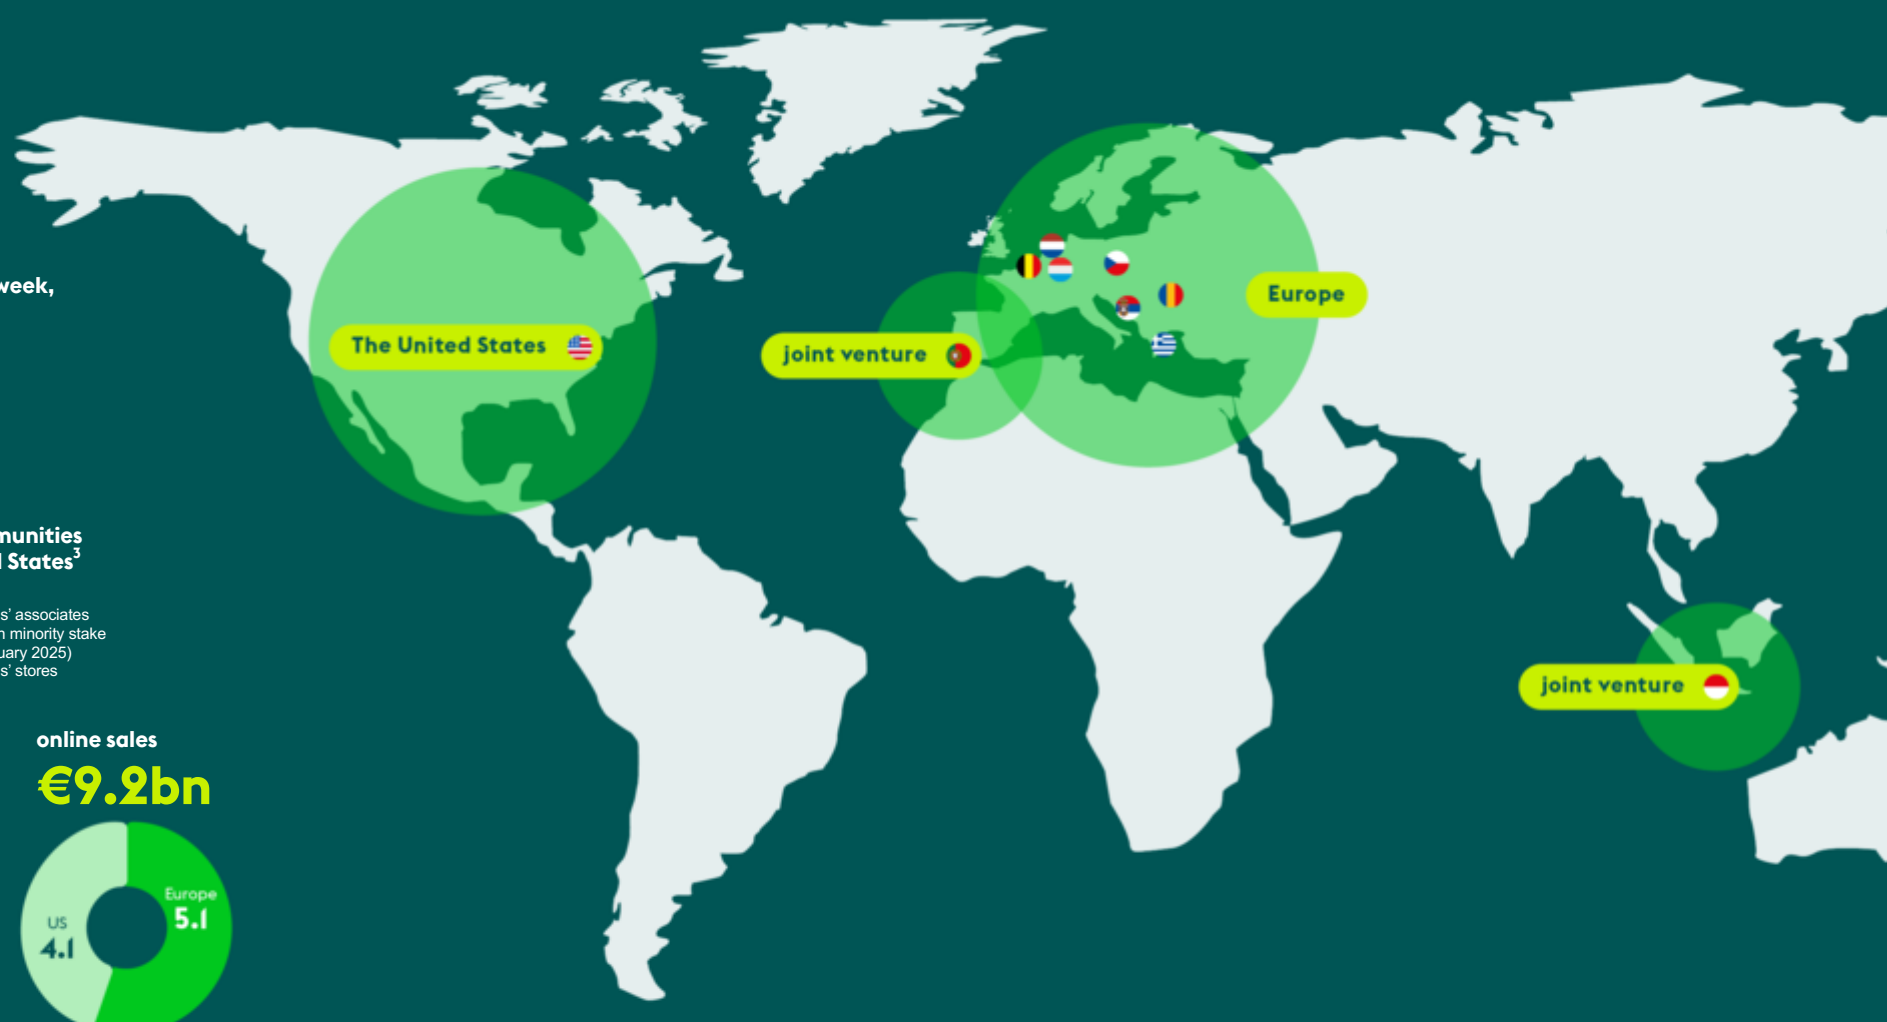 week,
munities
States³
s' associates
n minority stake
uary 2025)
s' stores
online sales
€9.2bn
Europe
5.1
US
4.1
The United States
joint venture
Europe
joint venture